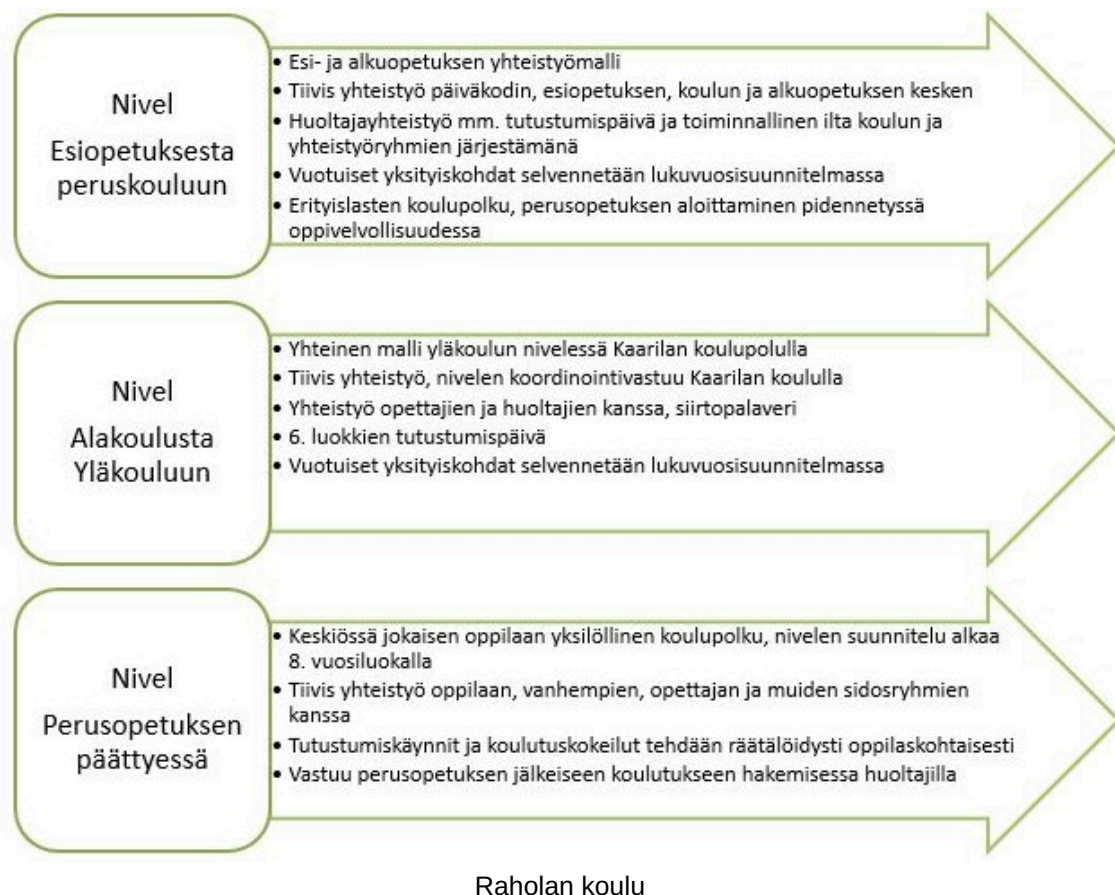 Nivel
Esiopetuksesta
peruskouluun
• Esi- ja alkuopetuksen yhteistyömalli
• Tiivis yhteistyö päiväkodin, esiopetuksen, koulun ja alkuopetuksen kesken
• Huoltajayhteistyö mm. tutustumispäivä ja toiminnallinen ilta koulun ja
yhteistyöryhmien järjestämänä
• Vuotuiset yksityiskohdat selvennetään lukuvuosisuunnitelmassa
• Erityislasten koulupolku, perusopetuksen aloittaminen pidennetyssä
oppivelvollisuudessa
Nivel
Alakoulusta
Yläkouluun
• Yhteinen malli yläkoulun nivelessä Kaarilan koulupolulla
• Tiivis yhteistyö, nivelen koordinointivastuu Kaarilan koululla
• Yhteistyö opettajien ja huoltajien kanssa, siirtopalaveri
• 6. luokkien tutustumispäivä
• Vuotuiset yksityiskohdat selvennetään lukuvuosisuunnitelmassa
Nivel
Perusopetuksen
päättyessä
• Keskiössä jokaisen oppilaan yksilöllinen koulupolku, nivelen suunnitelu alkaa
8. vuosiluokalla
• Tiivis yhteistyö oppilaan, vanhempien, opettajan ja muiden sidosryhmien
kanssa
• Tutustumiskäynnit ja koulutuskokeilut tehdään räätälöidysti oppilaskohtaisesti
• Vastuu perusopetuksen jälkeiseen koulutukseen hakemisessa huoltajilla
Raholan koulu